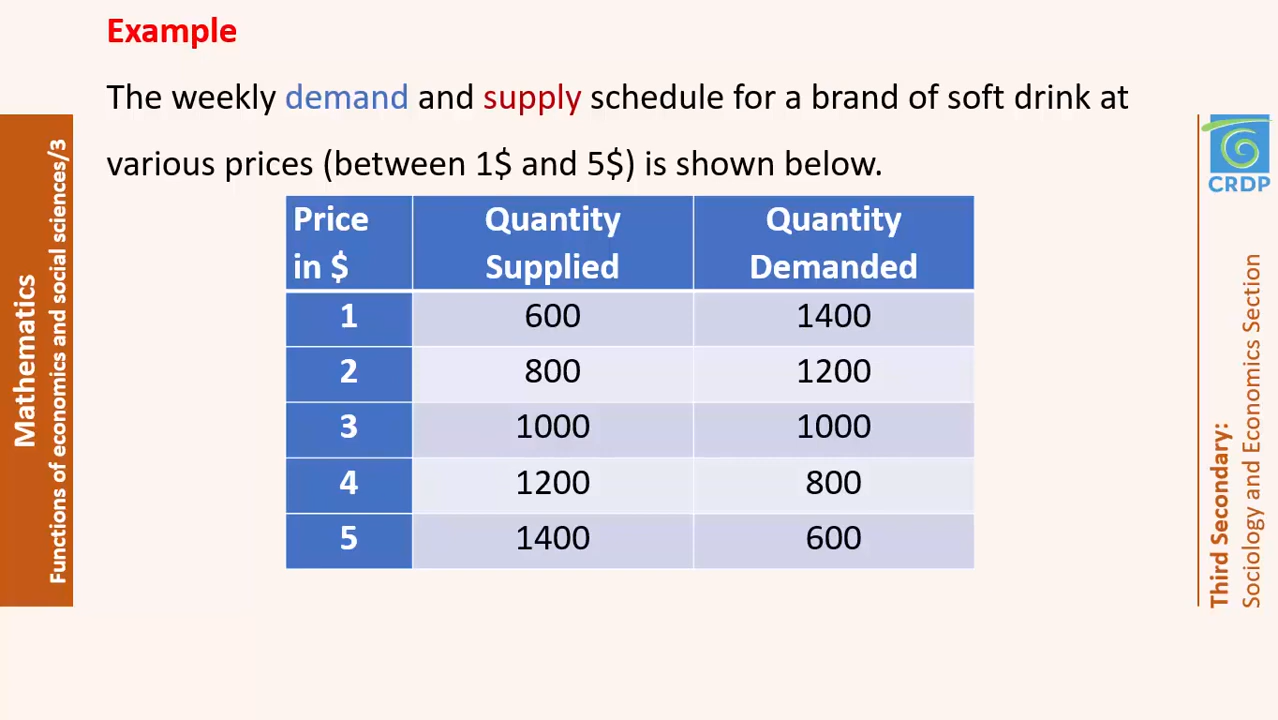 Example
The weekly demand and supply schedule for a brand of soft drink at
various prices (between 1$ and 5$) is shown below.
Price in $ Quantity Supplied Quantity Demanded
1 600 1400
2 800 1200
3 1000 1000
4 1200 800
5 1400 600
Mathematics
Functions of economics and social sciences/3
CRDP
Third Secondary:
Sociology and Economics Section